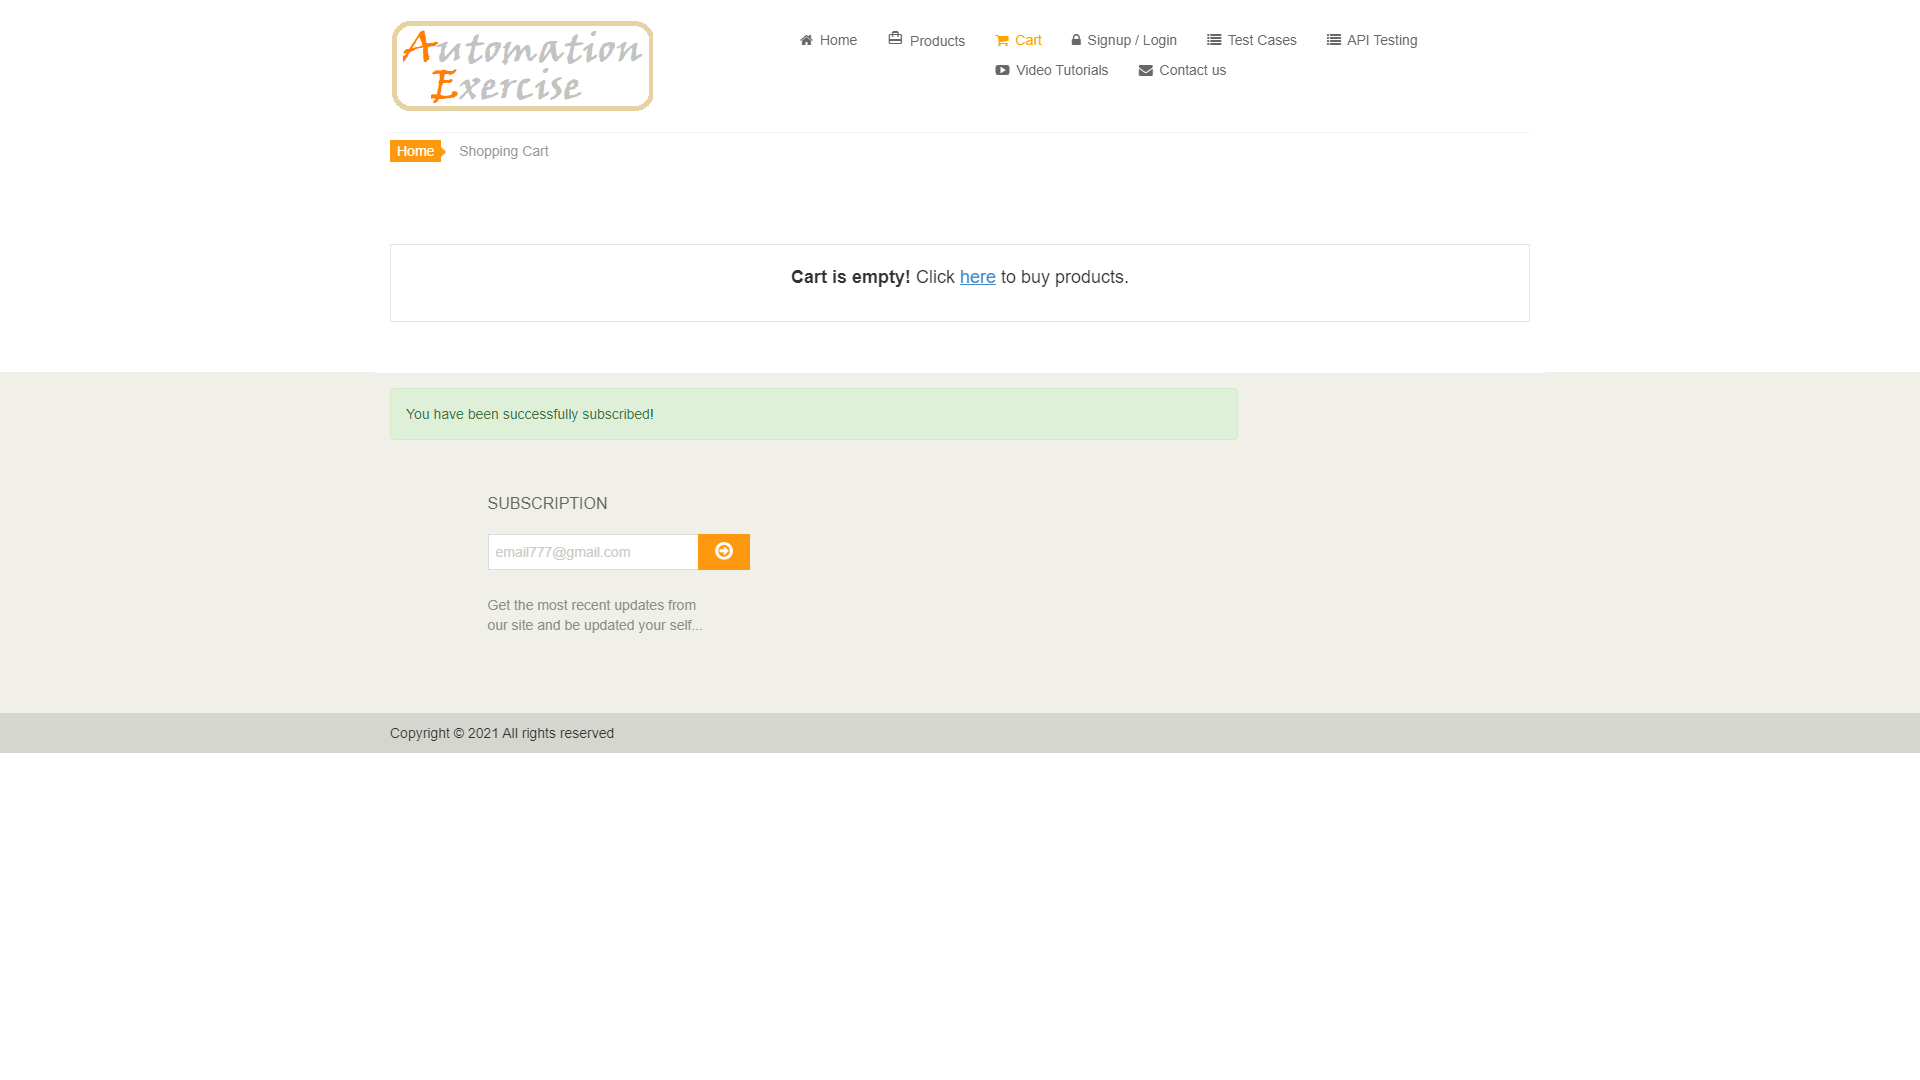 Automation
Exercise
Home
Products
Cart
Signup / Login
Test Cases
API Testing
Video Tutorials
Contact us
Home
Shopping Cart
Cart is empty! Click here to buy products.
You have been successfully subscribed!
SUBSCRIPTION
email777@gmail.com
Get the most recent updates from
our site and be updated your self...
Copyright © 2021 All rights reserved